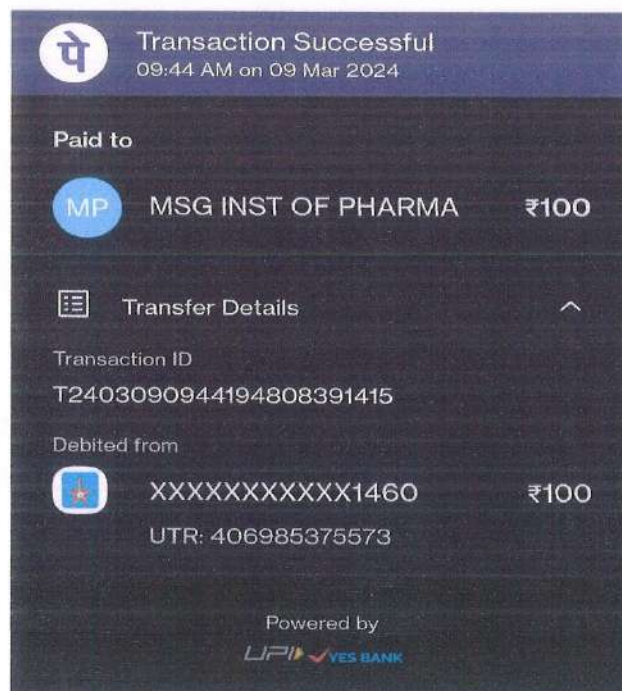 पे
Transaction Successful
09:44 AM on 09 Mar 2024
Paid to
MP MSG INST OF PHARMA ₹100
Transfer Details
Transaction ID
T2403090944194808391415
Debited from
XXXXXXXXXXX1460 ₹100
UTR: 406985375573
Powered by
UPI YES BANK